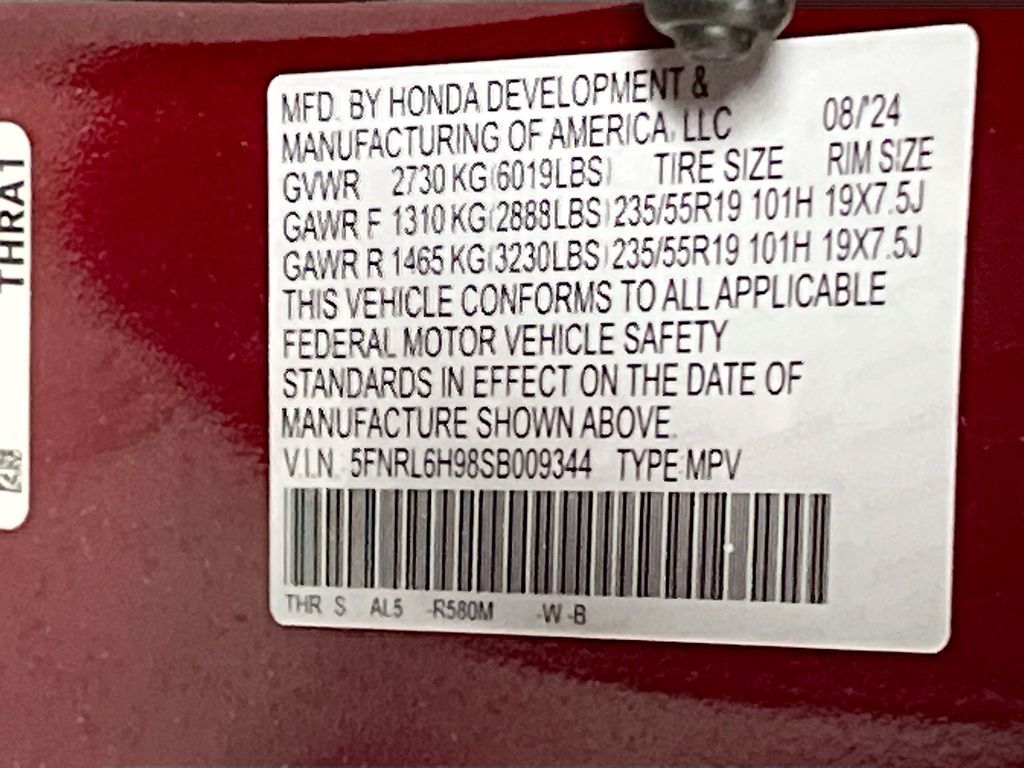 MFD. BY HONDA DEVELOPMENT &
MANUFACTURING OF AMERICA, LLC 08/'24
GVWR 2730 KG(6019LBS) TIRE SIZE RIM SIZE
GAWR F 1310 KG(2888LBS) 235/55R19 101H 19X7.5J
GAWR R 1465 KG(3230LBS) 235/55R19 101H 19X7.5J
THIS VEHICLE CONFORMS TO ALL APPLICABLE
FEDERAL MOTOR VEHICLE SAFETY
STANDARDS IN EFFECT ON THE DATE OF
MANUFACTURE SHOWN ABOVE.
V.I.N. 5FNRL6H98SB009344 TYPE:MPV
THR S AL5 -R580M -W -B
THRA1